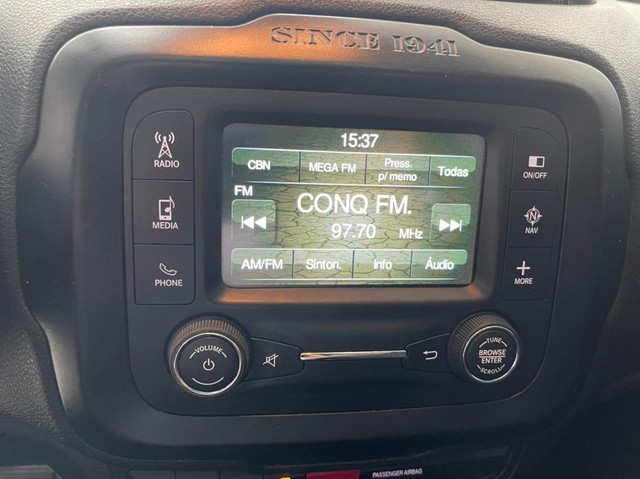 SINCE 1941
15:37
CBN MEGA FM Press. p/ memo Todas
FM
CONQ FM.
97.70 MHz
AM/FM Sinton. Info Áudio
RADIO
MEDIA
PHONE
ON/OFF
NAV
MORE
VOLUME
TUNE
BROWSE
ENTER
SCROLL
PASSENGER AIRBAG